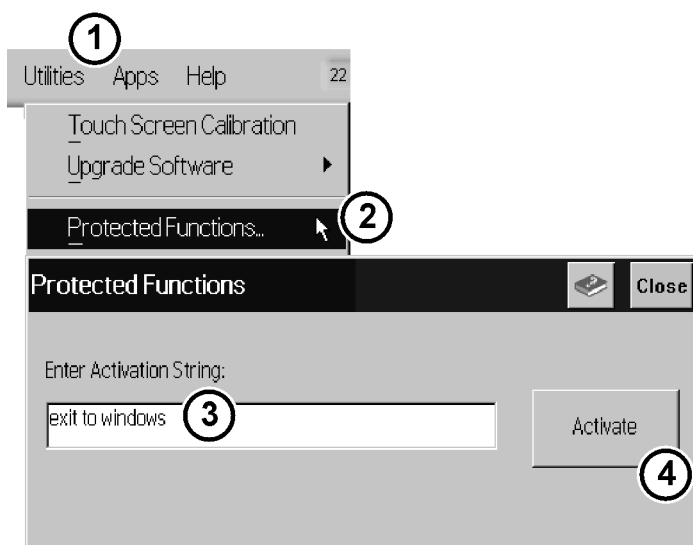 1
Utilities Apps Help 22
Touch Screen Calibration
Upgrade Software
Protected Functions... 2
Protected Functions Close
Enter Activation String:
exit to windows 3
Activate
4